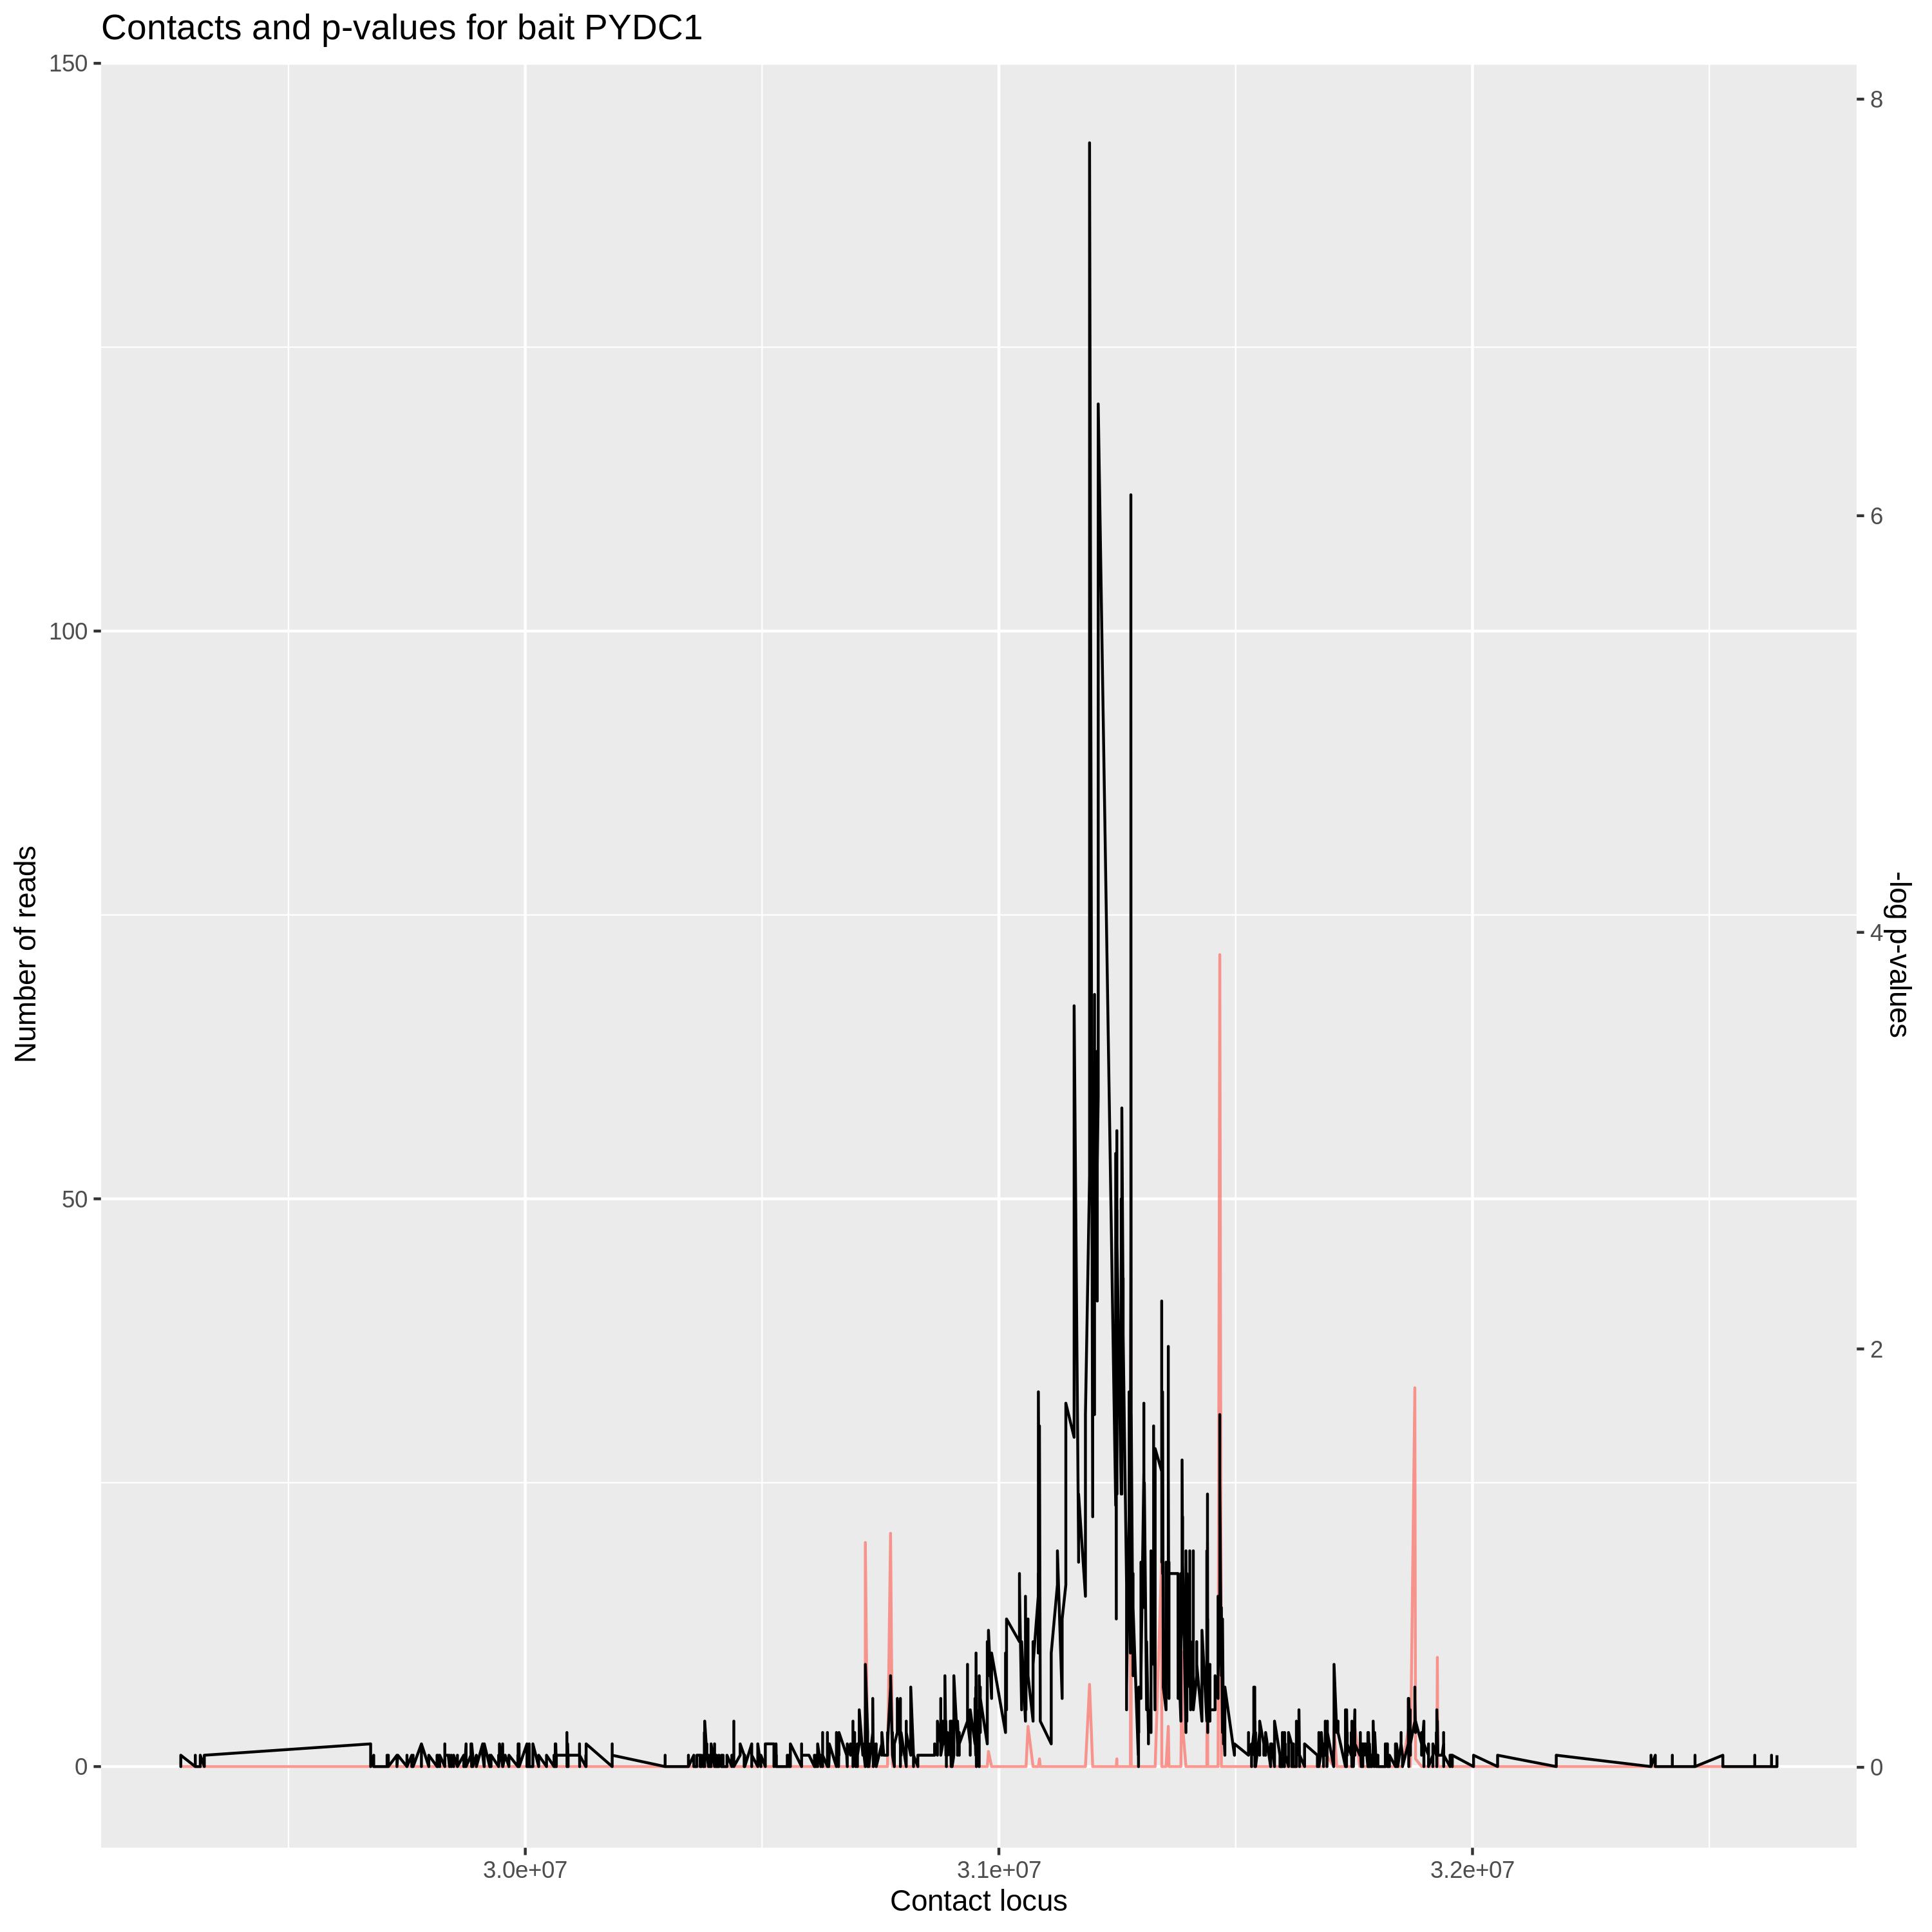 Contacts and p-values for bait PYDC1
150
100
50
0
Number of reads
8
6
4
2
0
-log p-values
3.0e+07
3.1e+07
3.2e+07
Contact locus